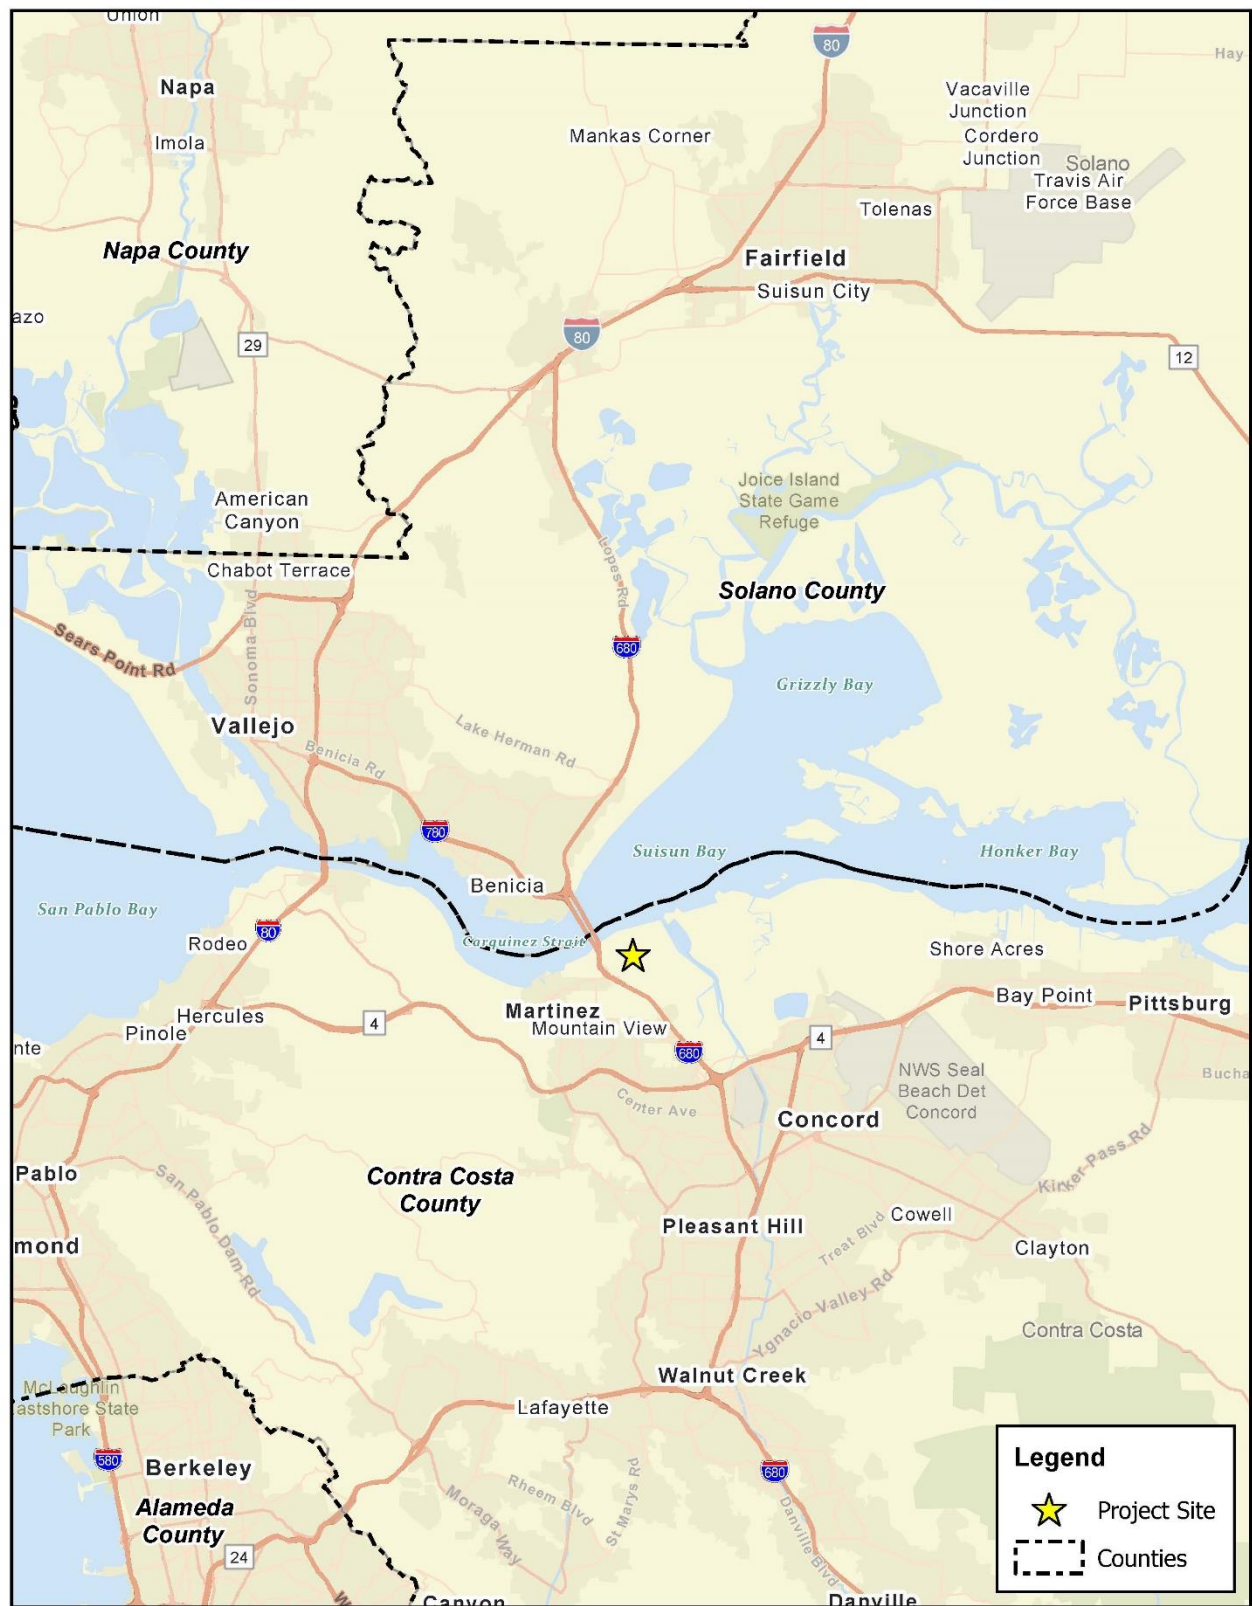 Union
Napa
Imola
Napa County
azo
29
80
Hay
Vacaville
Junction
Cordero
Junction
Solano
Travis Air
Force Base
Mankas Corner
Tolenas
Fairfield
Suisun City
80
12
American
Canyon
Chabot Terrace
Joice Island
State Game
Refuge
Lopes Rd
Solano County
Sears Point Rd
Sonoma Blvd
680
Grizzly Bay
Vallejo
Lake Herman Rd
Benicia Rd
780
Suisun Bay
Honker Bay
Benicia
San Pablo Bay
80
Rodeo
Carquinez Strait
Shore Acres
Hercules
Pinole
4
Martinez
Mountain View
Bay Point
Pittsburg
nte
680
4
NWS Seal
Beach Det
Concord
Bucha
Center Ave
Concord
Kirker Pass Rd
Pablo
San Pablo Dam Rd
Contra Costa
County
Pleasant Hill
Treat Blvd
Cowell
Clayton
mond
Ygnacio Valley Rd
Contra Costa
Walnut Creek
McLaughlin
astshore State
Park
Lafayette
580
Berkeley
Alameda
County
24
Moraga Way
Rheem Blvd
St Marys Rd
680
Danville Blvd
W
Canyon
Danville
Legend
Project Site
Counties